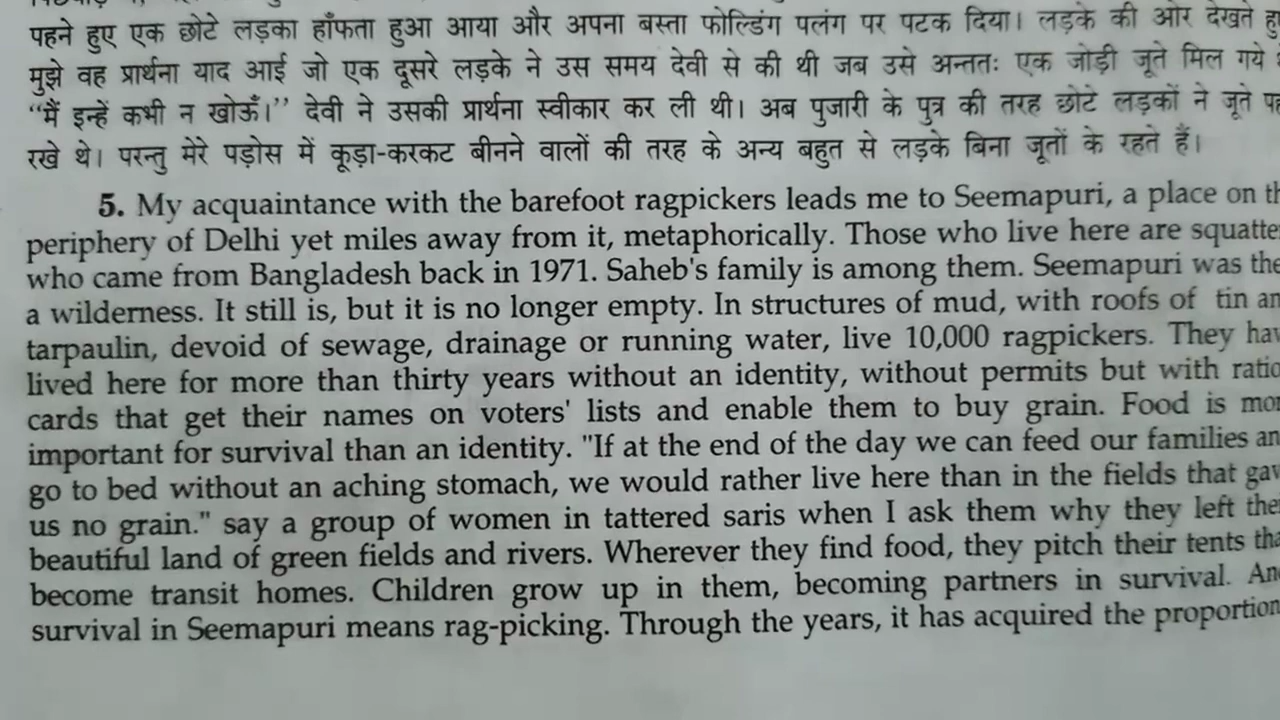 पहने हुए एक छोटे लड़का हाँफता हुआ आया और अपना बस्ता फोल्डिंग पलंग पर पटक दिया। लड़के की ओर देखते
मुझे वह प्रार्थना याद आई जो एक दूसरे लड़के ने उस समय देवी से की थी जब उसे अन्ततः एक जोड़ी जूते मिल गये
“मैं इन्हें कभी न खोऊँ।” देवी ने उसकी प्रार्थना स्वीकार कर ली थी। अब पुजारी के पुत्र की तरह छोटे लड़कों ने जूते
रखे थे। परन्तु मेरे पड़ोस में कूड़ा-करकट बीनने वालों की तरह के अन्य बहुत से लड़के बिना जूतों के रहते हैं।
5. My acquaintance with the barefoot ragpickers leads me to Seemapuri, a place on
periphery of Delhi yet miles away from it, metaphorically. Those who live here are
who came from Bangladesh back in 1971. Saheb's family is among them. Seemapuri was
a wilderness. It still is, but it is no longer empty. In structures of mud, with roofs of tin
tarpaulin, devoid of sewage, drainage or running water, live 10,000 ragpickers. They
lived here for more than thirty years without an identity, without permits but with
cards that get their names on voters' lists and enable them to buy grain. Food is
important for survival than an identity. "If at the end of the day we can feed our families
go to bed without an aching stomach, we would rather live here than in the fields that
us no grain." say a group of women in tattered saris when I ask them why they left
beautiful land of green fields and rivers. Wherever they find food, they pitch their tents
become transit homes. Children grow up in them, becoming partners in survival.
survival in Seemapuri means rag-picking. Through the years, it has acquired the